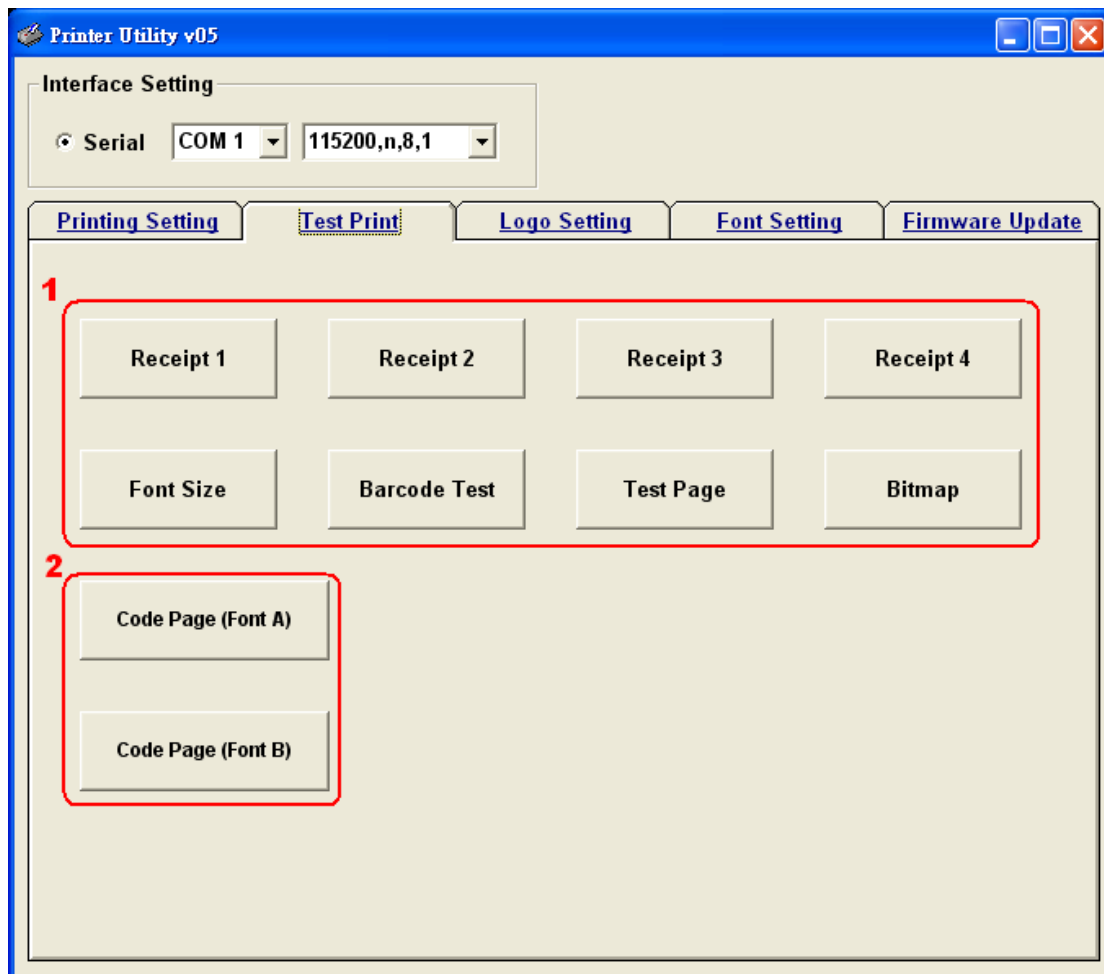 Printer Utility v05
Interface Setting
Serial COM 1 115200,n,8,1
Printing Setting Test Print Logo Setting Font Setting Firmware Update
1
Receipt 1 Receipt 2 Receipt 3 Receipt 4
Font Size Barcode Test Test Page Bitmap
2
Code Page (Font A)
Code Page (Font B)